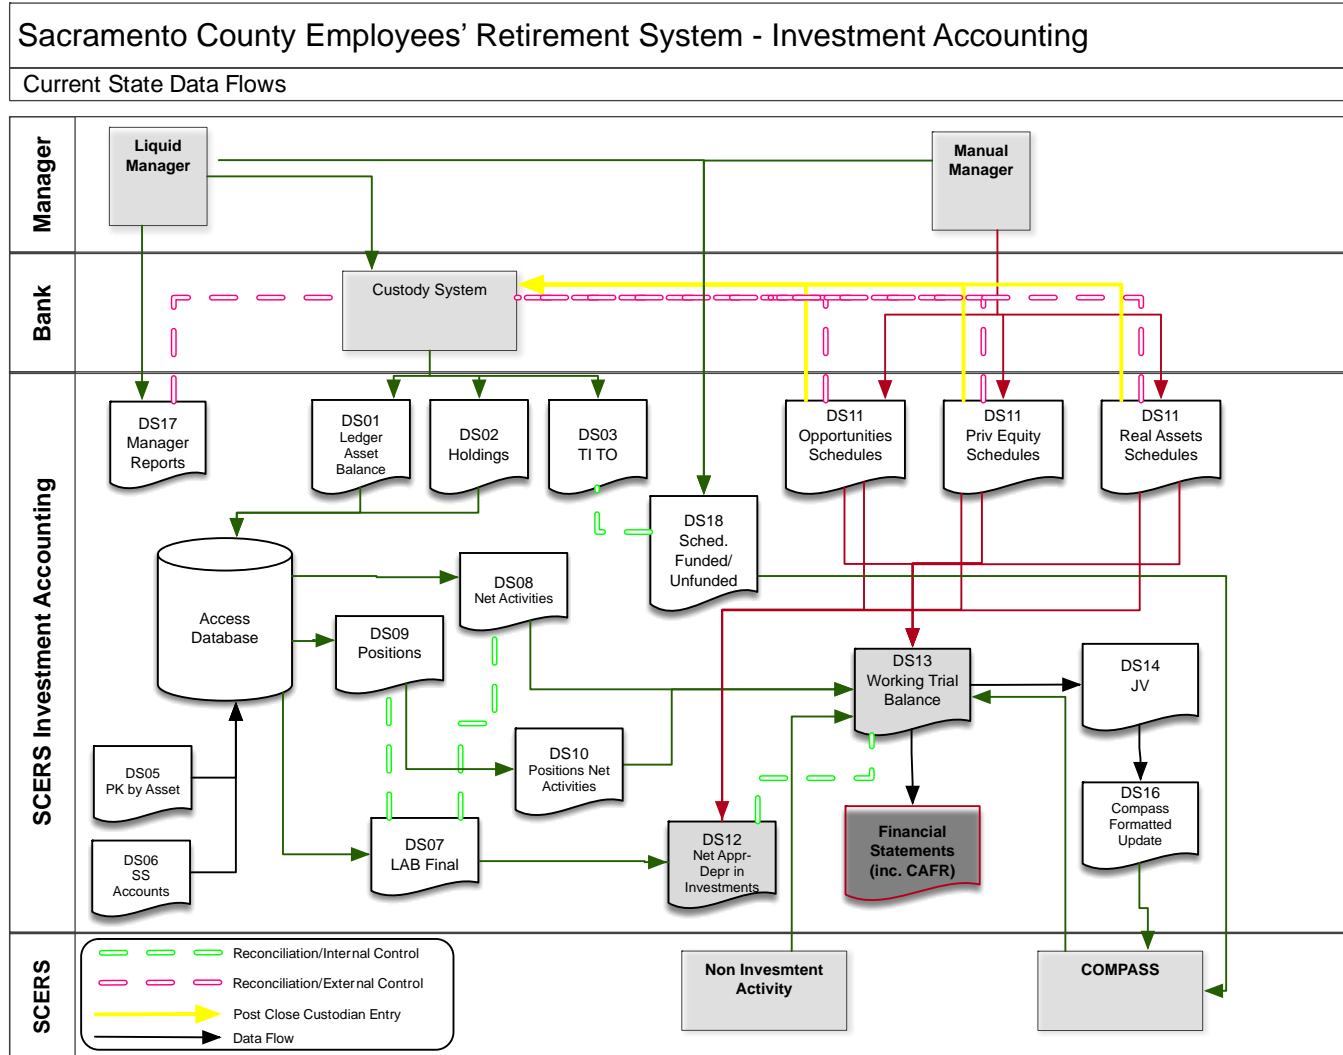 Sacramento County Employees' Retirement System - Investment Accounting
Current State Data Flows
Manager
Liquid
Manager
Manual
Manager
Bank
Custody System
SCERS Investment Accounting
DS17
Manager
Reports
DS01
Ledger
Asset
Balance
DS02
Holdings
DS03
TI TO
DS11
Opportunities
Schedules
DS11
Priv Equity
Schedules
DS11
Real Assets
Schedules
DS18
Sched.
Funded/
Unfunded
Access
Database
DS08
Net Activities
DS09
Positions
DS13
Working Trial
Balance
DS14
JV
DS10
Positions Net
Activities
DS05
PK by Asset
DS16
Compass
Formatted
Update
DS07
LAB Final
DS12
Net Appr-
Depr in
Investments
Financial
Statements
(inc. CAFR)
DS06
SS
Accounts
SCERS
Reconciliation/Internal Control
Reconciliation/External Control
Post Close Custodian Entry
Data Flow
Non Invesmtent
Activity
COMPASS